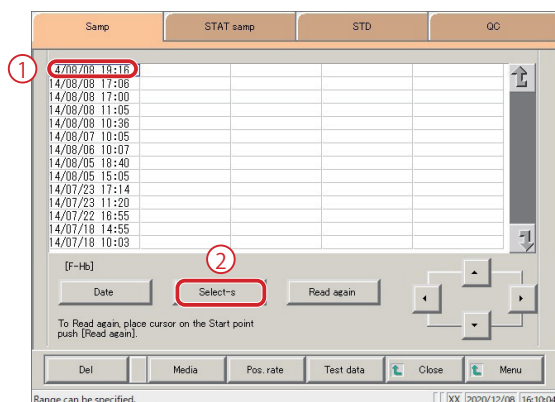 Samp STAT samp STD QC
1
14/08/08 19:16
14/08/08 17:06
14/08/08 17:00
14/08/08 11:05
14/08/08 10:36
14/08/07 10:05
14/08/06 10:07
14/08/05 18:40
14/08/05 15:05
14/07/23 17:14
14/07/23 11:20
14/07/22 16:55
14/07/18 14:55
14/07/18 10:03
[F-Hb]
2
Date Select-s Read again
To Read again, place cursor on the Start point
push [Read again].
Del Media Pos. rate Test data Close Menu
Range can be specified. XX 2020/12/08 16:10:04